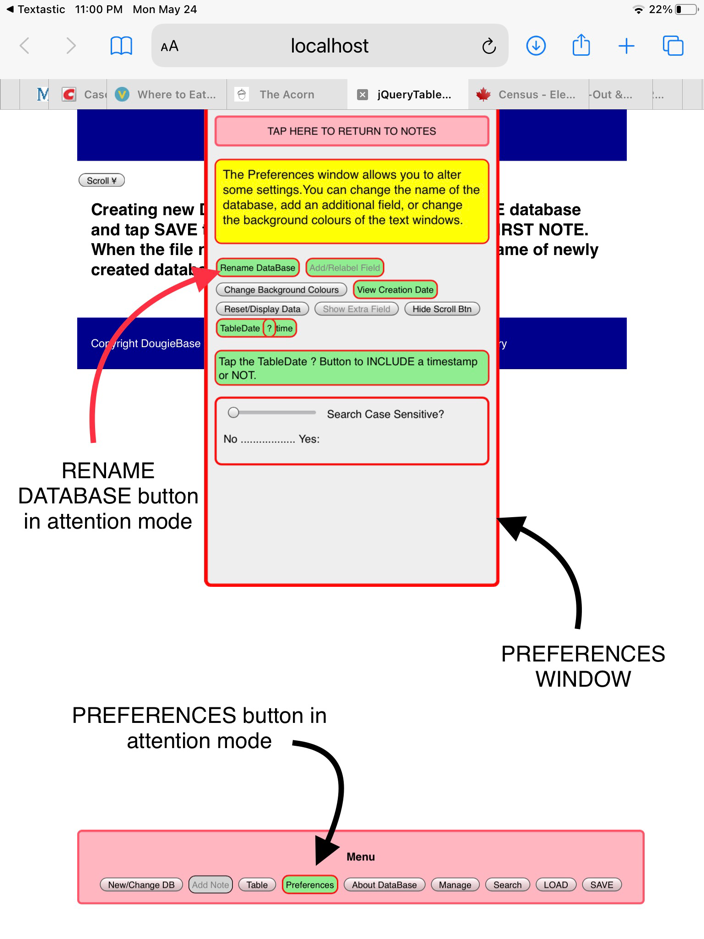 ◀ Textastic 11:00 PM Mon May 24 22%
AA localhost
M Case Where to Eat... The Acorn jQueryTable... Census - Ele... -Out &... ...
TAP HERE TO RETURN TO NOTES
The Preferences window allows you to alter
some settings.You can change the name of the
database, add an additional field, or change
the background colours of the text windows.
Scroll ¥
Creating new D E database
and tap SAVE RST NOTE.
When the file ame of newly
created databa
Rename DataBase Add/Relabel Field
Change Background Colours View Creation Date
Reset/Display Data Show Extra Field Hide Scroll Btn
TableDate ? time
Copyright DougieBase ry
Tap the TableDate ? Button to INCLUDE a timestamp
or NOT.
Search Case Sensitive?
No .................. Yes:
RENAME
DATABASE button
in attention mode
PREFERENCES
WINDOW
PREFERENCES button in
attention mode
Menu
New/Change DB Add Note Table Preferences About DataBase Manage Search LOAD SAVE